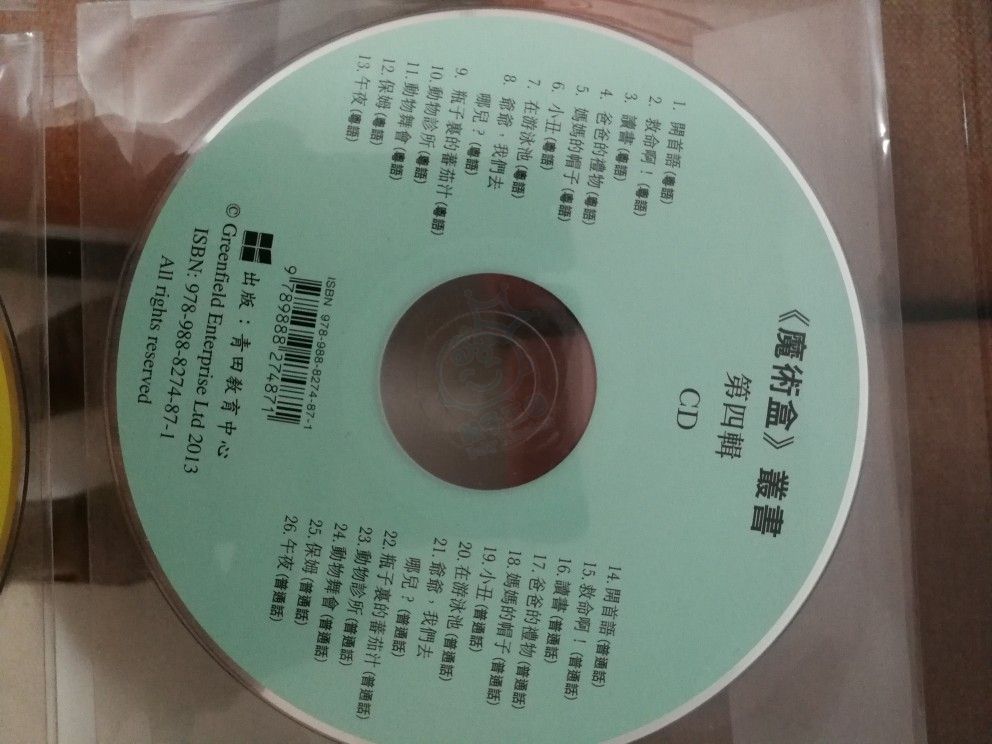 《魔術盒》叢書
第四輯
CD
1. 開首語(粵語)
2. 救命啊！(粵語)
3. 讀書(粵語)
4. 爸爸的禮物(粵語)
5. 媽媽的帽子(粵語)
6. 小丑(粵語)
7. 在游泳池(粵語)
8. 爺爺，我們去
哪兒？(粵語)
9. 瓶子裏的蕃茄汁(粵語)
10. 動物診所(粵語)
11. 動物舞會(粵語)
12. 保姆(粵語)
13. 午夜(粵語)
14. 開首語(普通話)
15. 救命啊！(普通話)
16. 讀書(普通話)
17. 爸爸的禮物(普通話)
18. 媽媽的帽子(普通話)
19. 小丑(普通話)
20. 在游泳池(普通話)
21. 爺爺，我們去
哪兒？(普通話)
22. 瓶子裏的蕃茄汁(普通話)
23. 動物診所(普通話)
24. 動物舞會(普通話)
25. 保姆(普通話)
26. 午夜(普通話)
ISBN 978-988-8274-87-1
9 789888 274871
出版：青田教育中心
© Greenfield Enterprise Ltd 2013
ISBN: 978-988-8274-87-1
All rights reserved